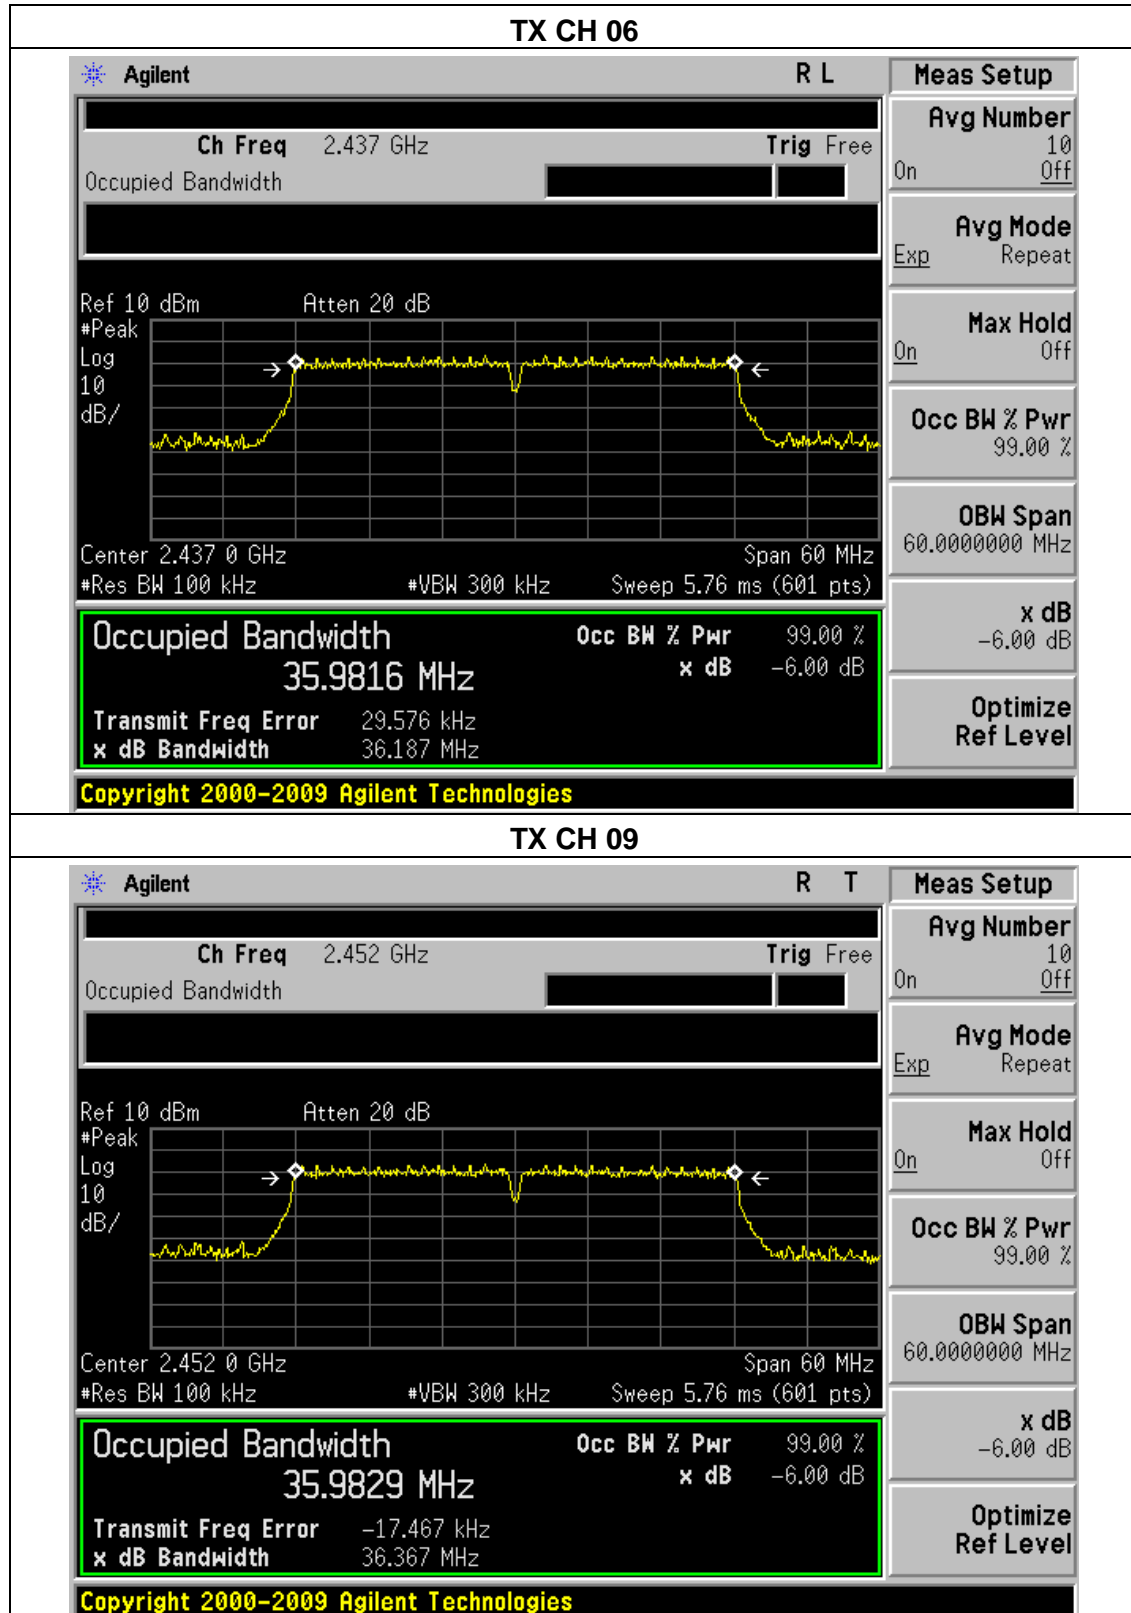 TX CH 06
Agilent R L Meas Setup
Ch Freq 2.437 GHz Trig Free
Occupied Bandwidth
Avg Number
10
On Off
Avg Mode
Exp Repeat
Max Hold
On Off
Occ BW % Pwr
99.00 %
OBW Span
60.0000000 MHz
x dB
-6.00 dB
Optimize
Ref Level
Ref 10 dBm Atten 20 dB
#Peak
Log
10
dB/
Center 2.437 0 GHz Span 60 MHz
#Res BW 100 kHz #VBW 300 kHz Sweep 5.76 ms (601 pts)
Occupied Bandwidth Occ BW % Pwr 99.00 %
35.9816 MHz x dB -6.00 dB
Transmit Freq Error 29.576 kHz
x dB Bandwidth 36.187 MHz
Copyright 2000-2009 Agilent Technologies
TX CH 09
Agilent R T Meas Setup
Ch Freq 2.452 GHz Trig Free
Occupied Bandwidth
Avg Number
10
On Off
Avg Mode
Exp Repeat
Max Hold
On Off
Occ BW % Pwr
99.00 %
OBW Span
60.0000000 MHz
x dB
-6.00 dB
Optimize
Ref Level
Ref 10 dBm Atten 20 dB
#Peak
Log
10
dB/
Center 2.452 0 GHz Span 60 MHz
#Res BW 100 kHz #VBW 300 kHz Sweep 5.76 ms (601 pts)
Occupied Bandwidth Occ BW % Pwr 99.00 %
35.9829 MHz x dB -6.00 dB
Transmit Freq Error -17.467 kHz
x dB Bandwidth 36.367 MHz
Copyright 2000-2009 Agilent Technologies